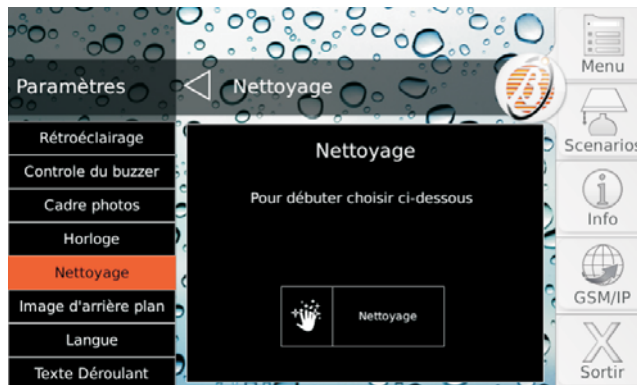 Paramètres
Nettoyage
Rétroéclairage
Controle du buzzer
Cadre photos
Horloge
Nettoyage
Image d'arrière plan
Langue
Texte Déroulant
Nettoyage
Pour débuter choisir ci-dessous
Nettoyage
Menu
Scenarios
Info
GSM/IP
Sortir